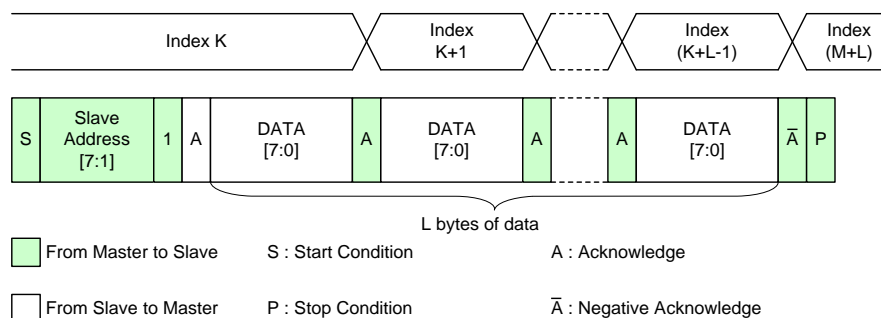 Index K
Index
K+1
Index
(K+L-1)
Index
(M+L)
S
Slave
Address
[7:1]
1
A
DATA
[7:0]
A
DATA
[7:0]
A
A
DATA
[7:0]
A̅
P
L bytes of data
From Master to Slave
S : Start Condition
A : Acknowledge
From Slave to Master
P : Stop Condition
A̅ : Negative Acknowledge